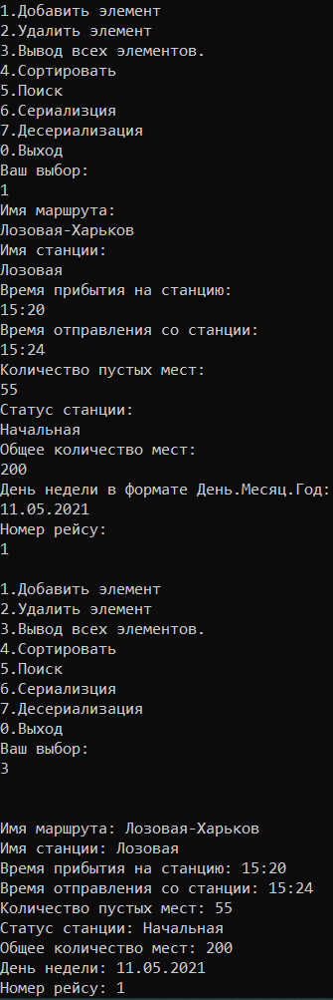 1.Добавить элемент
2.Удалить элемент
3.Вывод всех элементов.
4.Сортировать
5.Поиск
6.Сериализция
7.Десериализация
0.Выход
Ваш выбор:
1
Имя маршрута:
Лозовая-Харьков
Имя станции:
Лозовая
Время прибытия на станцию:
15:20
Время отправления со станции:
15:24
Количество пустых мест:
55
Статус станции:
Начальная
Общее количество мест:
200
День недели в формате День.Месяц.Год:
11.05.2021
Номер рейсу:
1
1.Добавить элемент
2.Удалить элемент
3.Вывод всех элементов.
4.Сортировать
5.Поиск
6.Сериализция
7.Десериализация
0.Выход
Ваш выбор:
3
Имя маршрута: Лозовая-Харьков
Имя станции: Лозовая
Время прибытия на станцию: 15:20
Время отправления со станции: 15:24
Количество пустых мест: 55
Статус станции: Начальная
Общее количество мест: 200
День недели: 11.05.2021
Номер рейсу: 1